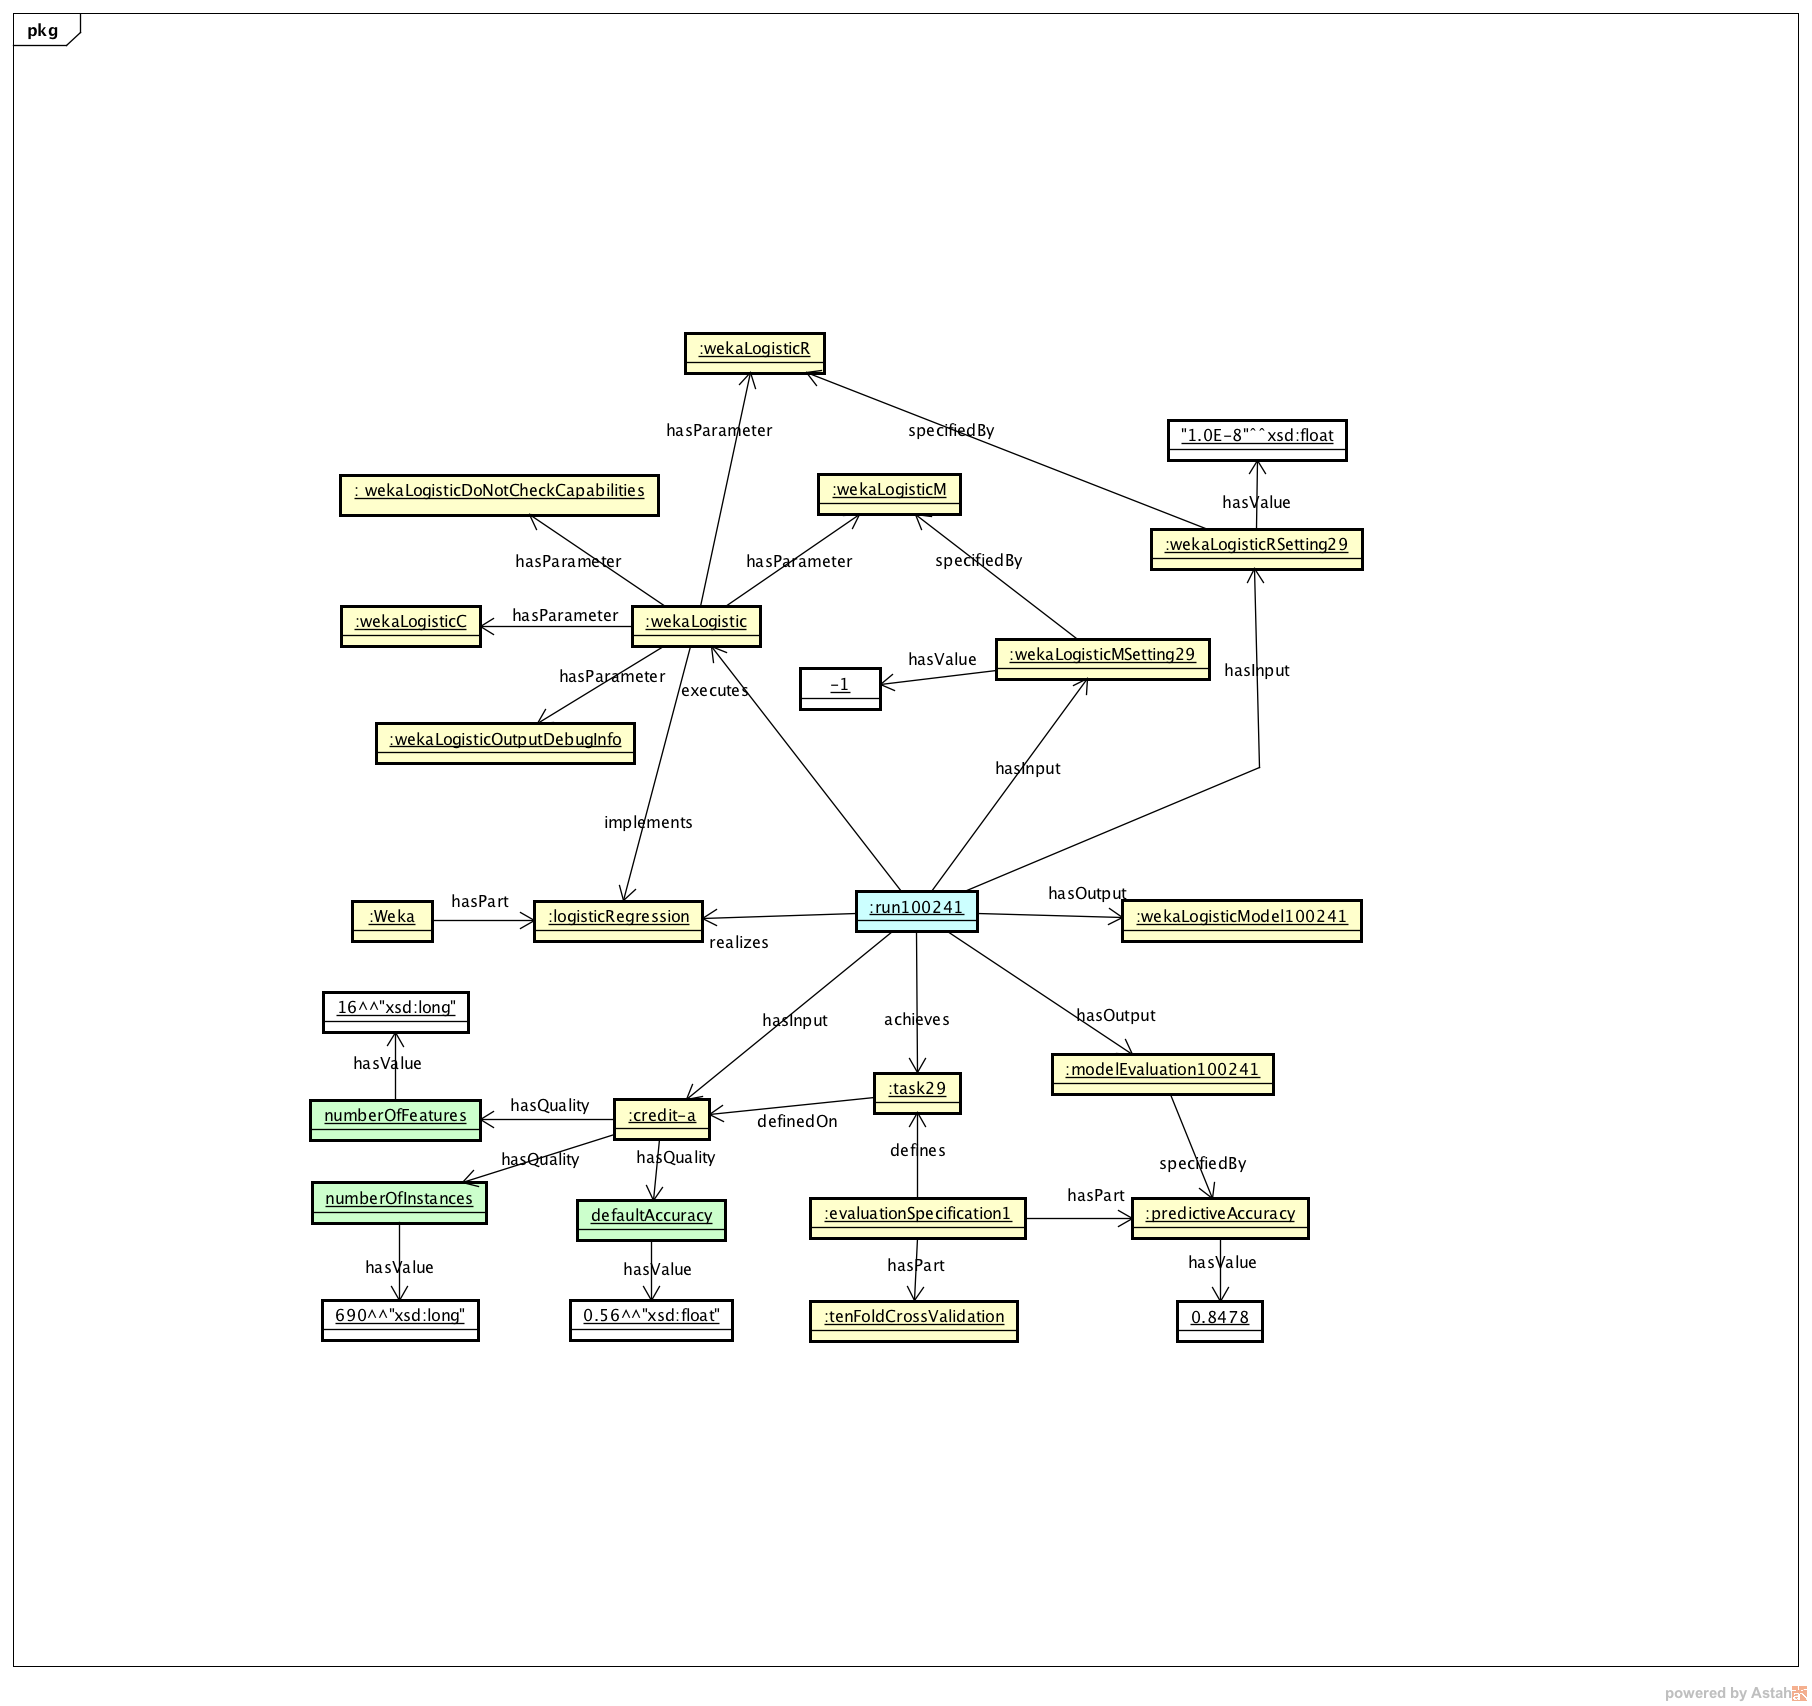 pkg
:wekaLogisticR
hasParameter
specifiedBy
"1.0E-8"^^xsd:float
: wekaLogisticDoNotCheckCapabilities
:wekaLogisticM
hasValue
:wekaLogisticRSetting29
hasParameter
hasParameter
specifiedBy
:wekaLogisticC
hasParameter
:wekaLogistic
:wekaLogisticMSetting29
hasValue
hasInput
hasParameter
executes
-1
:wekaLogisticOutputDebugInfo
hasInput
implements
hasPart
hasOutput
:Weka
:logisticRegression
:run100241
:wekaLogisticModel100241
realizes
16^^"xsd:long"
hasInput
achieves
hasOutput
hasValue
:modelEvaluation100241
:task29
numberOfFeatures
hasQuality
:credit-a
definedOn
hasQuality
hasQuality
defines
specifiedBy
numberOfInstances
hasPart
defaultAccuracy
:evaluationSpecification1
:predictiveAccuracy
hasValue
hasValue
hasPart
hasValue
690^^"xsd:long"
0.56^^"xsd:float"
:tenFoldCrossValidation
0.8478
powered by Astah